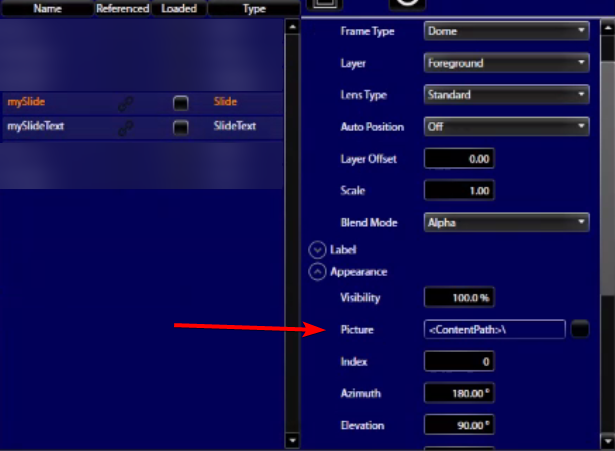 Name Referenced Loaded Type
mySlide Slide
mySlideText SlideText
Frame Type Dome
Layer Foreground
Lens Type Standard
Auto Position Off
Layer Offset 0.00
Scale 1.00
Blend Mode Alpha
Label
Appearance
Visibility 100.0 %
Picture <ContentPath>\
Index 0
Azimuth 180.00 °
Elevation 90.00 °